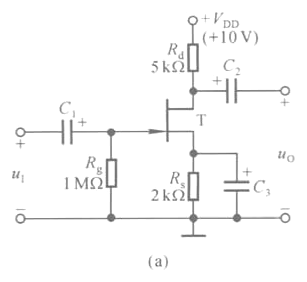 +V_DD
(+10 V)
R_d
5 kΩ
C_2
+
+
C_1
+
T
+
u_I
R_g
1 MΩ
R_s
2 kΩ
+
C_3
u_O
−
−
(a)